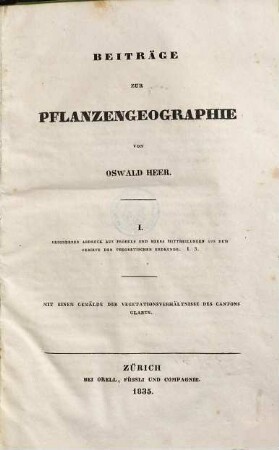 BEITRÄGE
ZUR
PFLANZENGEOGRAPHIE
VON
OSWALD HEER.
I.
BESONDERER ABDRUCK AUS FRÖBELS UND HEERS MITTHEILUNGEN AUS DEM
GEBIETE DER THEORETISCHEN ERDKUNDE. I. 3.
MIT EINEM GEMÄLDE DER VEGETATIONSVERHÄLTNISSE DES CANTONS
GLARUS.
ZÜRICH
BEI ORELL, FÜSSLI UND COMPAGNIE.
1835.